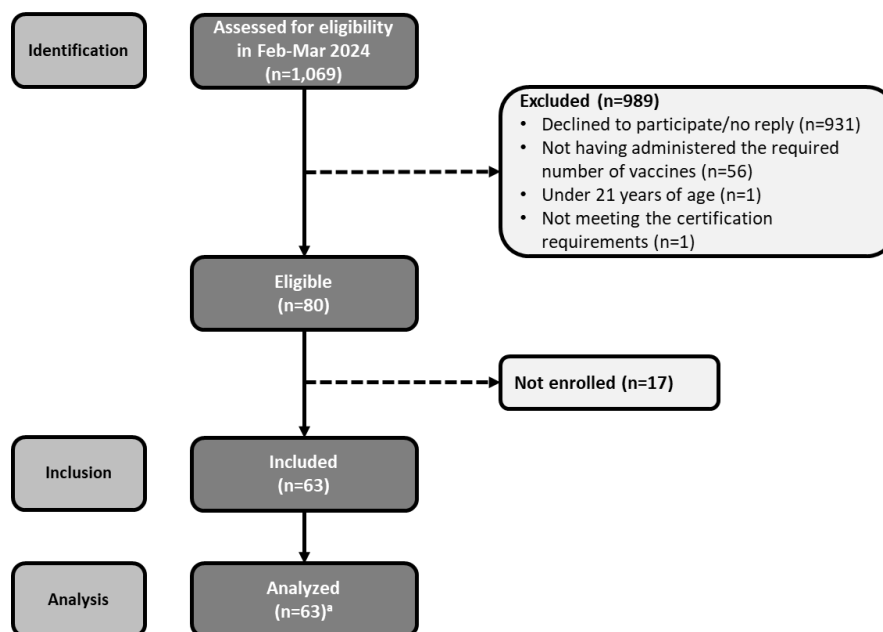 Identification
Assessed for eligibility
in Feb-Mar 2024
(n=1,069)
Excluded (n=989)
• Declined to participate/no reply (n=931)
• Not having administered the required
number of vaccines (n=56)
• Under 21 years of age (n=1)
• Not meeting the certification
requirements (n=1)
Eligible
(n=80)
Not enrolled (n=17)
Inclusion
Included
(n=63)
Analysis
Analyzed
(n=63)ª